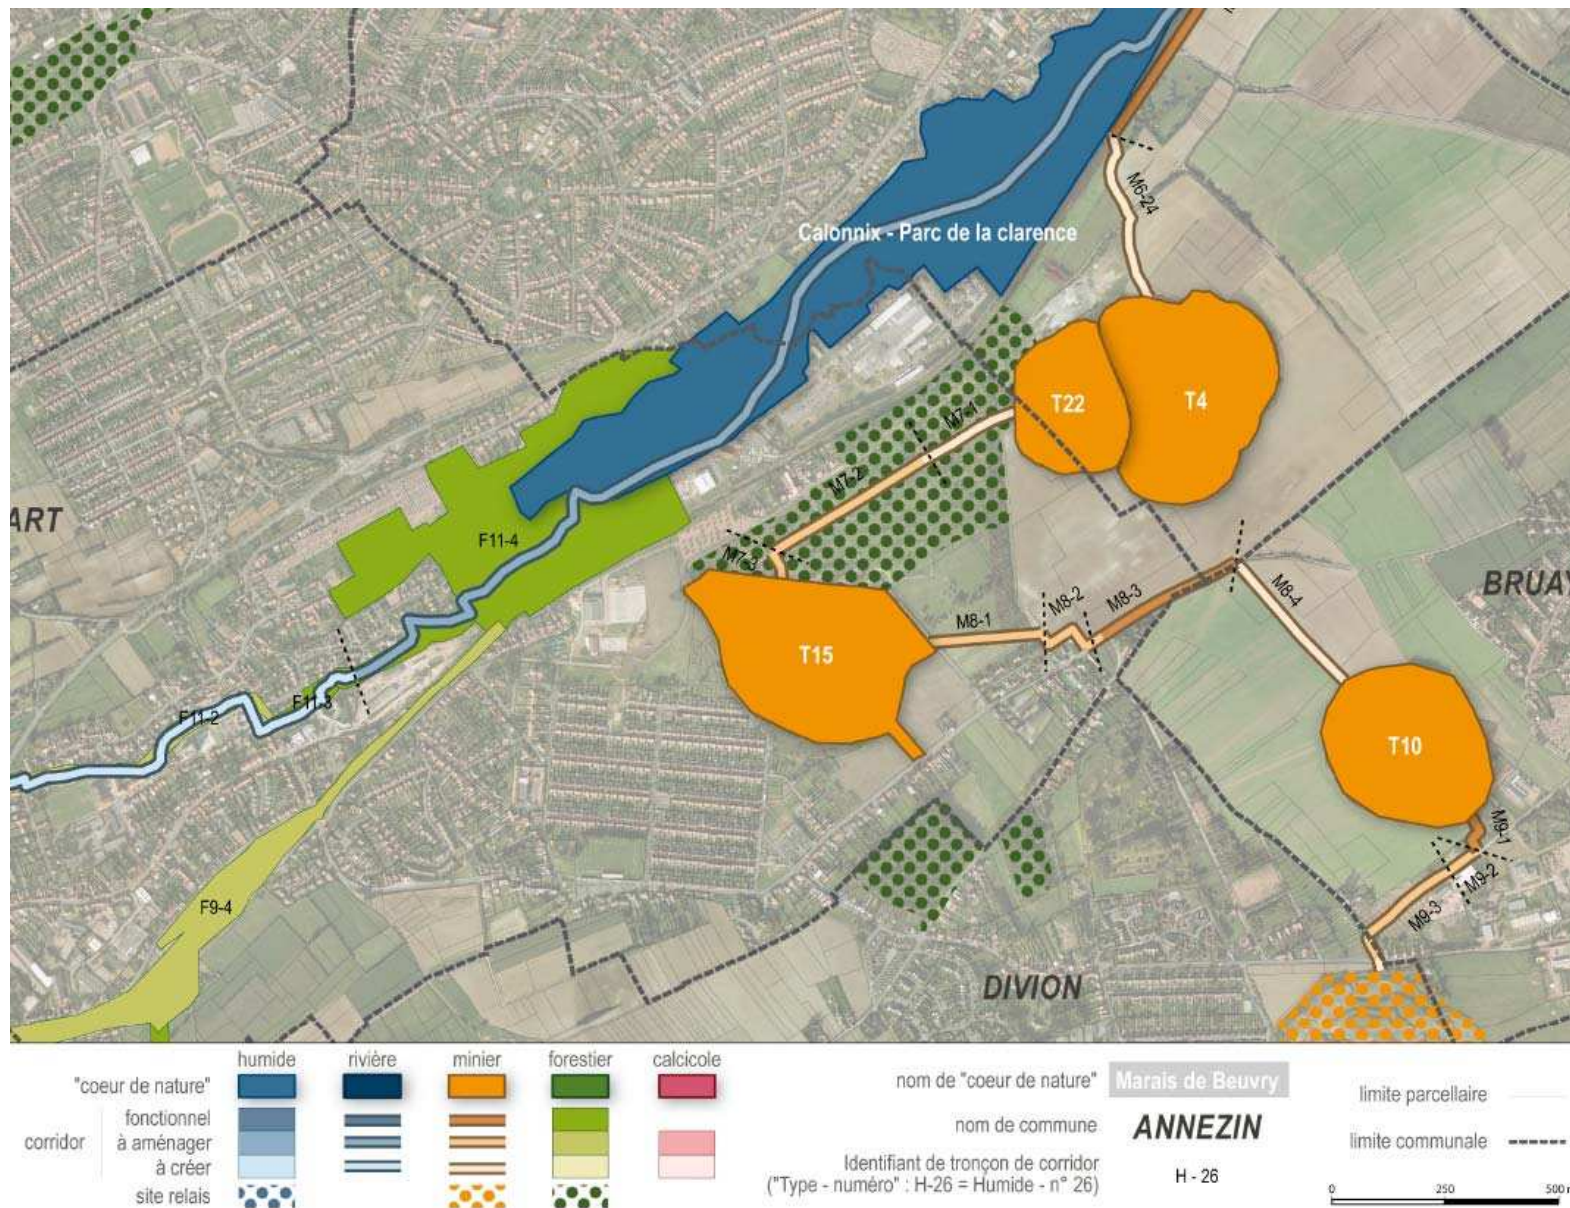 M6-24
Calonnix - Parc de la clarence
T22
T4
M7-1
M7-2
M7-3
ART
F11-4
BRUAY
M8-1
M8-2
M8-3
M8-4
T15
F11-3
F11-2
T10
M9-1
M9-2
M9-3
F9-4
DIVION
humide rivière minier forestier calcicole
"coeur de nature"
corridor
fonctionnel
à aménager
à créer
site relais
nom de "coeur de nature" Marais de Beuvry
nom de commune ANNEZIN
Identifiant de tronçon de corridor
("Type - numéro" : H-26 = Humide - n° 26) H - 26
limite parcellaire
limite communale
0 250 500 m